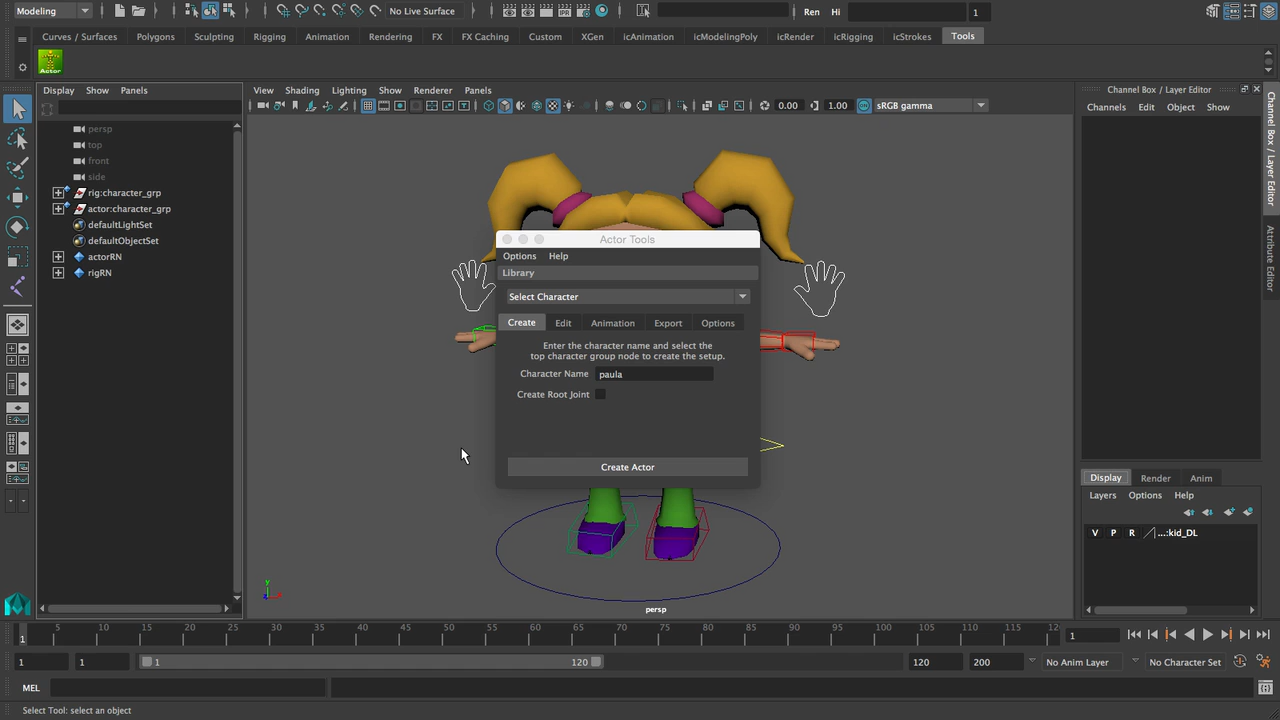 Modeling
No Live Surface
Ren
Hi
1
Curves / Surfaces Polygons Sculpting Rigging Animation Rendering FX FX Caching Custom XGen icAnimation icModelingPoly icRender icRigging icStrokes Tools
Actor
Display Show Panels
View Shading Lighting Show Renderer Panels
0.00
1.00
sRGB gamma
Channel Box / Layer Editor
Channels Edit Object Show
persp
top
front
side
rig:character_grp
actor:character_grp
defaultLightSet
defaultObjectSet
actorRN
rigRN
Actor Tools
Options Help
Library
Select Character
Create Edit Animation Export Options
Enter the character name and select the
top character group node to create the setup.
Character Name paula
Create Root Joint
Create Actor
y
x
persp
Channel Box / Layer Editor
Attribute Editor
Display Render Anim
Layers Options Help
V P R ...:kid_DL
1 5 10 15 20 25 30 35 40 45 50 55 60 65 70 75 80 85 90 95 100 105 110 115 12
1
1 1 1 120 120 200 No Anim Layer No Character Set
MEL
Select Tool: select an object